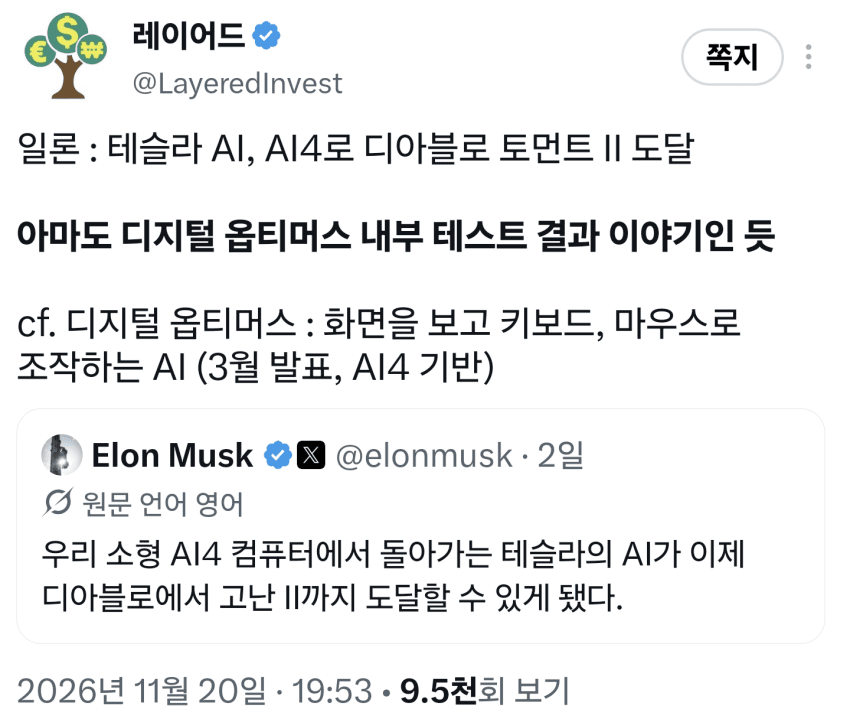 레이어드
@LayeredInvest
쪽지
일론 : 테슬라 AI, AI4로 디아블로 토먼트 II 도달
아마도 디지털 옵티머스 내부 테스트 결과 이야기인 듯
cf. 디지털 옵티머스 : 화면을 보고 키보드, 마우스로
조작하는 AI (3월 발표, AI4 기반)
Elon Musk @elonmusk · 2일
원문 언어 영어
우리 소형 AI4 컴퓨터에서 돌아가는 테슬라의 AI가 이제
디아블로에서 고난 II까지 도달할 수 있게 됐다.
2026년 11월 20일 · 19:53 • 9.5천회 보기